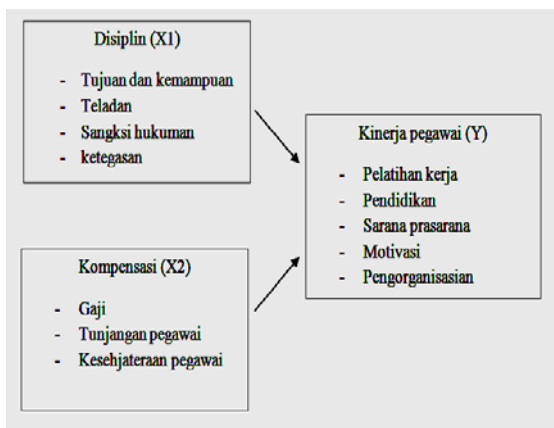 Disiplin (X1)
- Tujuan dan kemampuan
- Teladan
- Sangksi hukuman
- ketegasan
Kinerja pegawai (Y)
- Pelatihan kerja
- Pendidikan
- Sarana prasarana
- Motivasi
- Pengorganisasian
Kompensasi (X2)
- Gaji
- Tunjangan pegawai
- Kesehjateraan pegawai